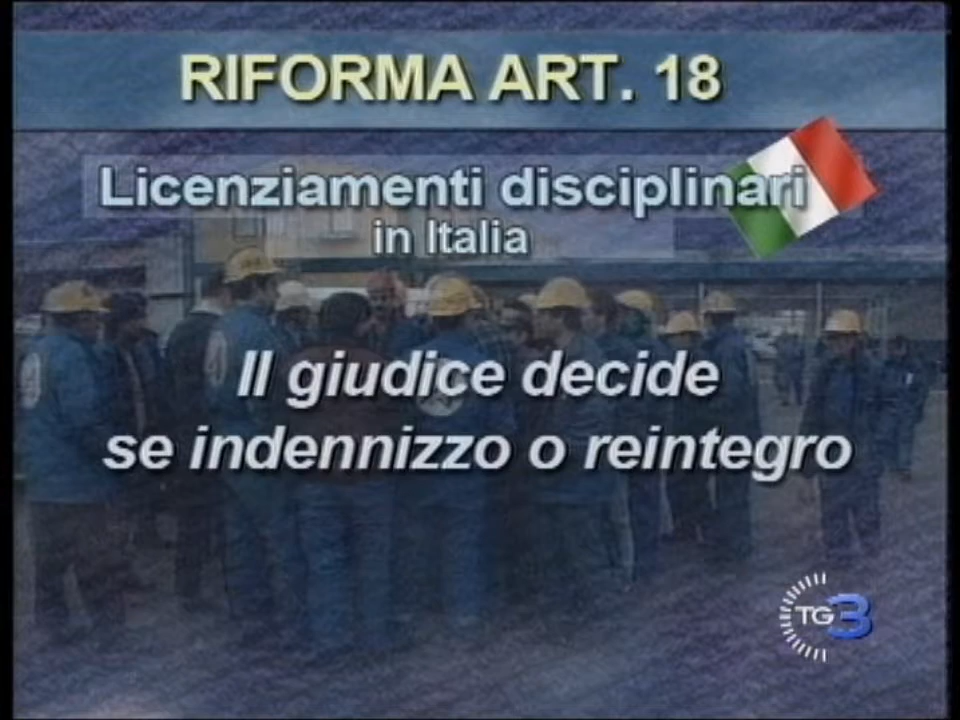 RIFORMA ART. 18
Licenziamenti disciplinari
in Italia
Il giudice decide
se indennizzo o reintegro
TG3